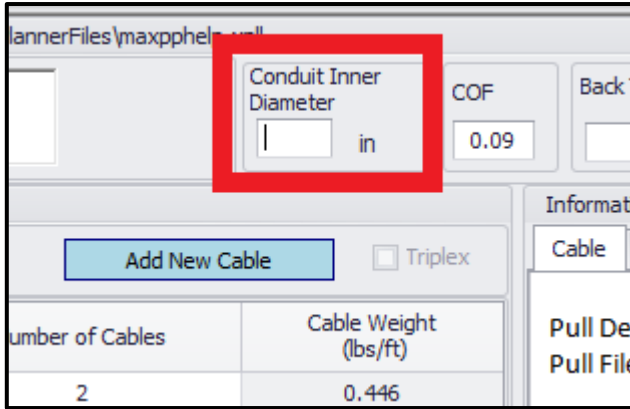 lannerFiles\maxpphelp
Conduit Inner
Diameter
in
COF
0.09
Back
Informat
Add New Cable
Triplex
Cable
umber of Cables
Cable Weight
(lbs/ft)
Pull De
Pull File
2
0.446